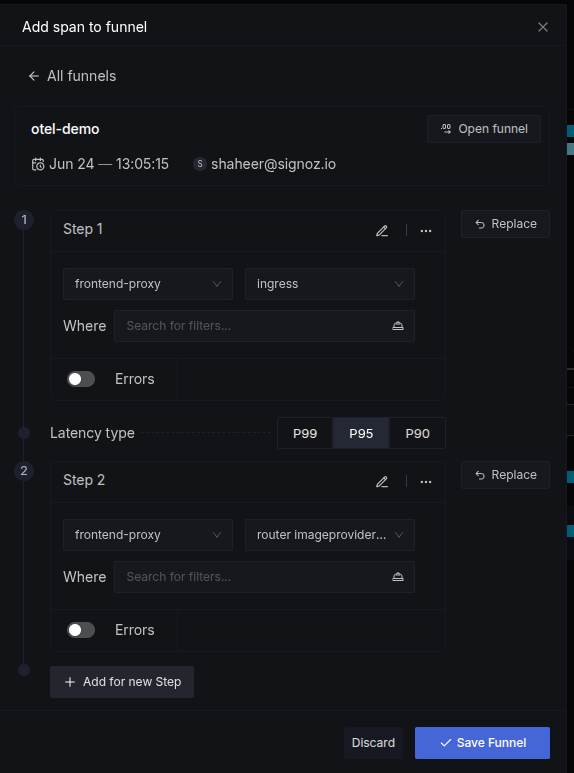 Add span to funnel
All funnels
otel-demo
Open funnel
Jun 24 — 13:05:15
S shaheer@signoz.io
1
Step 1
Replace
frontend-proxy
ingress
Where
Search for filters...
Errors
Latency type
P99
P95
P90
2
Step 2
Replace
frontend-proxy
router imageprovider...
Where
Search for filters...
Errors
Add for new Step
Discard
Save Funnel